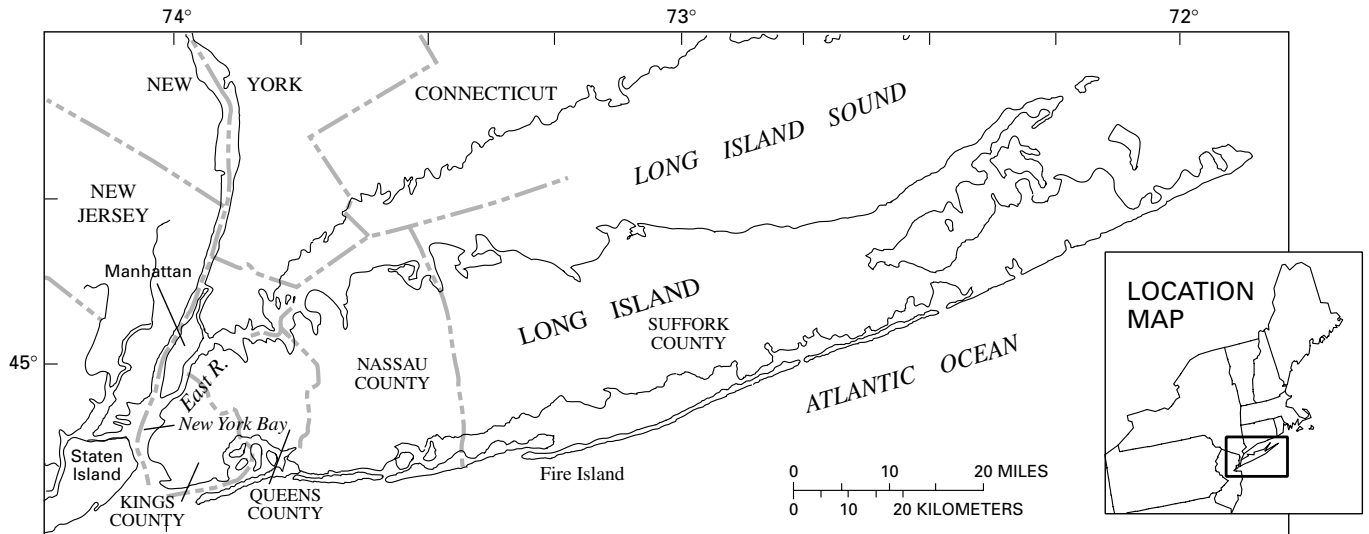 74°
73°
72°
NEW YORK
CONNECTICUT
LONG ISLAND SOUND
NEW
JERSEY
Manhattan
LONG ISLAND
SUFFORK
COUNTY
NASSAU
COUNTY
45°
East R.
ATLANTIC OCEAN
New York Bay
Staten
Island
Fire Island
KINGS
COUNTY
QUEENS
COUNTY
0 10 20 MILES
0 10 20 KILOMETERS
LOCATION
MAP